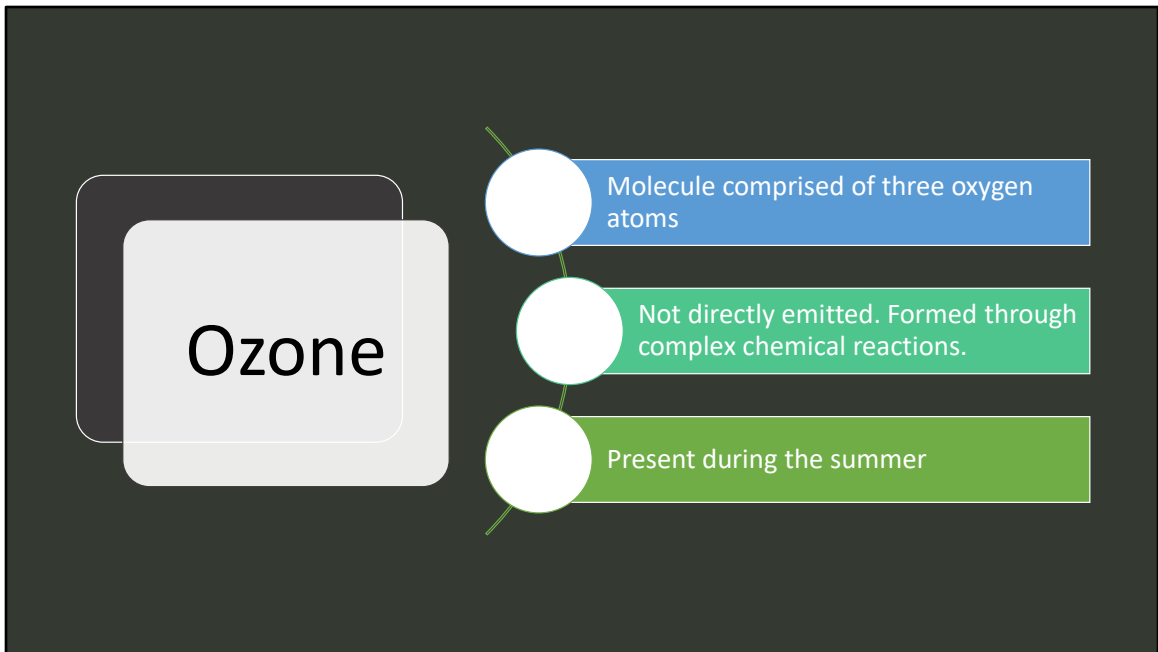 Ozone
Molecule comprised of three oxygen
atoms
Not directly emitted. Formed through
complex chemical reactions.
Present during the summer